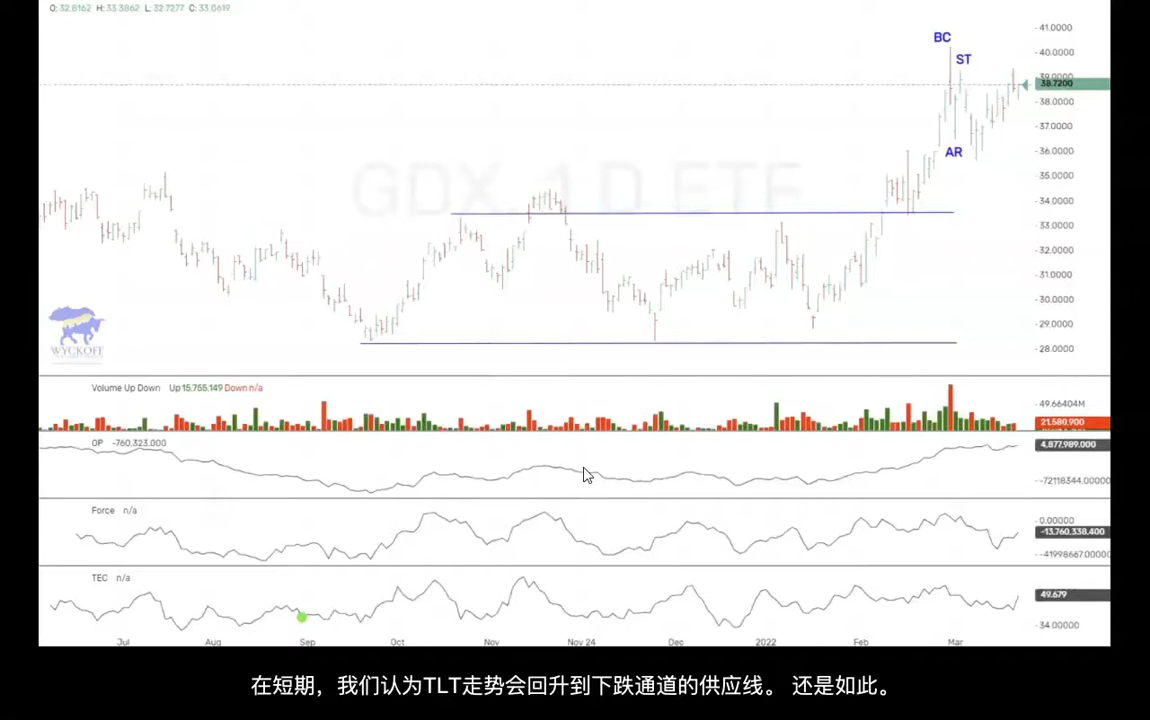 O: 32.8162 H: 33.3862 L: 32.7277 C: 33.0619
41.0000
BC
40.0000
ST
39.0000
38.7200
38.0000
37.0000
AR
36.0000
35.0000
GDX, 1 D, ETF
34.0000
33.0000
32.0000
31.0000
30.0000
29.0000
WYCKOFF
28.0000
Volume Up Down Up 15.755.149 Down n/a
49.66404M
21.580.900
OP -760.323.000
4,877,989.000
-72118344.00000
Force n/a
0.00000
-13,760,338.400
-41998667.00000
TEC n/a
49.679
34.00000
Jul Aug Sep Oct Nov Nov 24 Dec 2022 Feb Mar
在短期，我们认为TLT走势会回升到下跌通道的供应线。 还是如此。